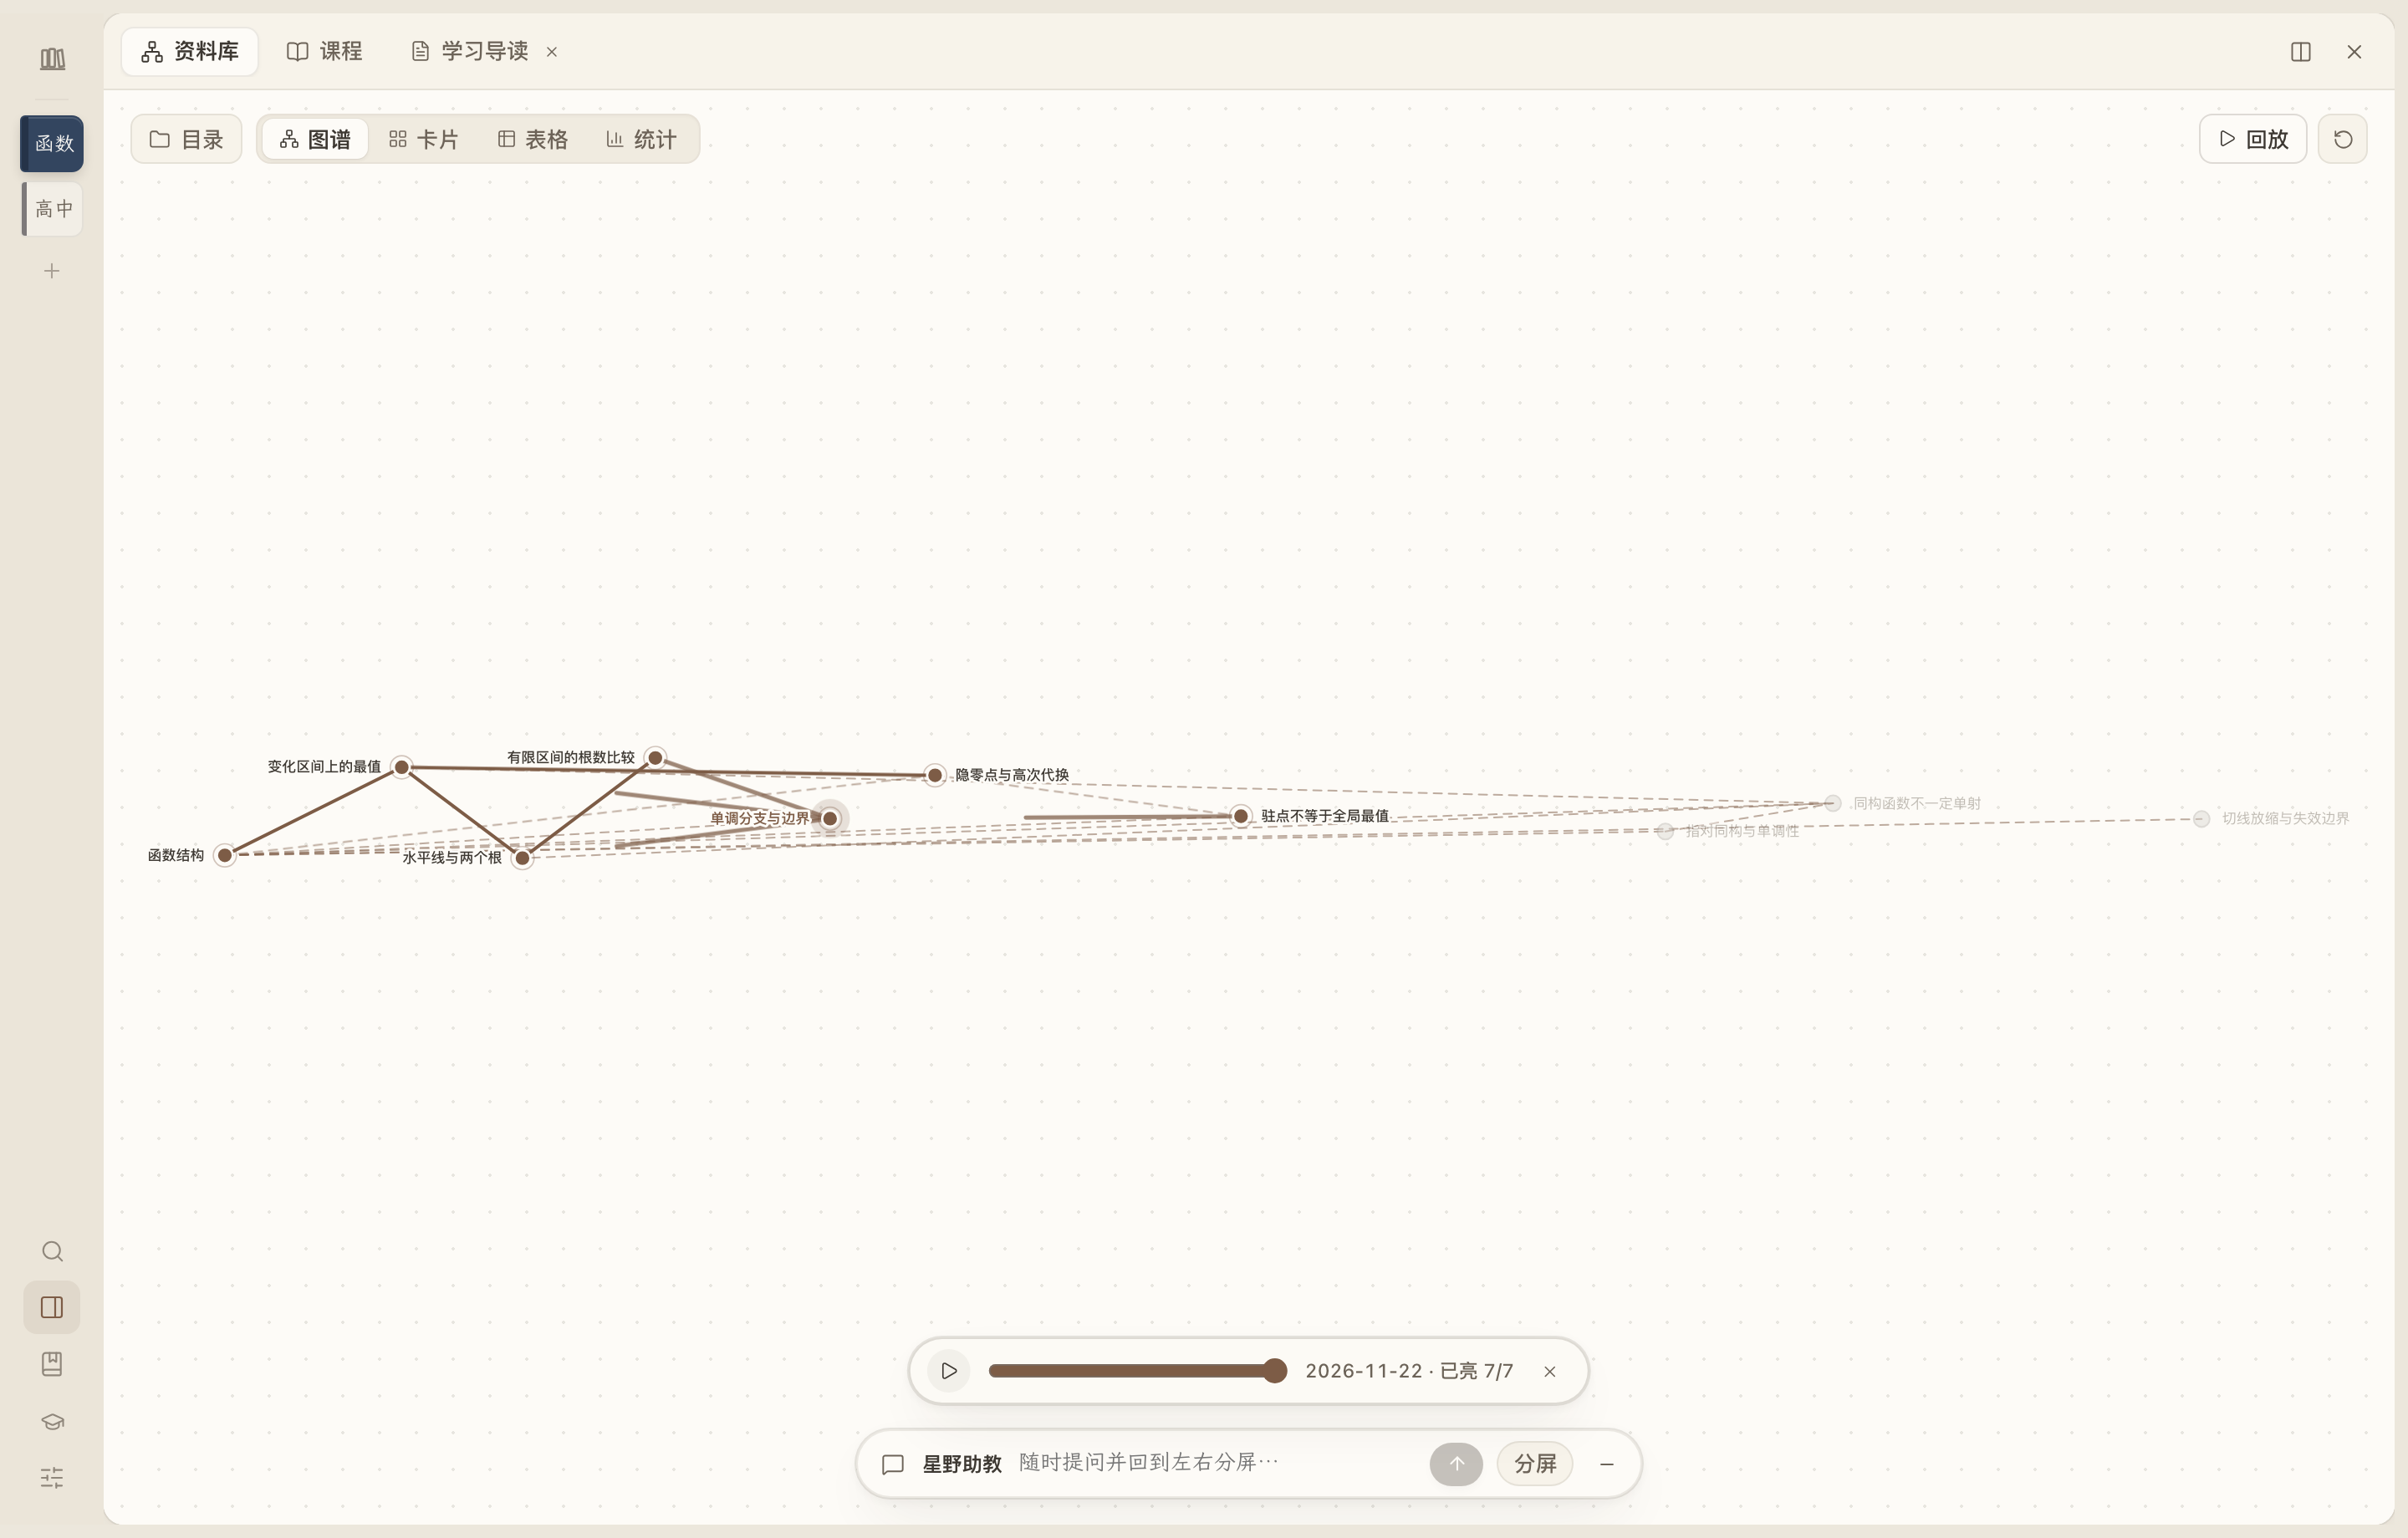 资料库
课程
学习导读
函数
高中
目录
图谱
卡片
表格
统计
回放
有限区间的根数比较
变化区间上的最值
隐零点与高次代换
同构函数不一定单射
单调分支与边界
驻点不等于全局最值
切线放缩与失效边界
指对同构与单调性
函数结构
水平线与两个根
2026-11-22 · 已亮 7/7
星野助教 随时提问并回到左右分屏…
分屏